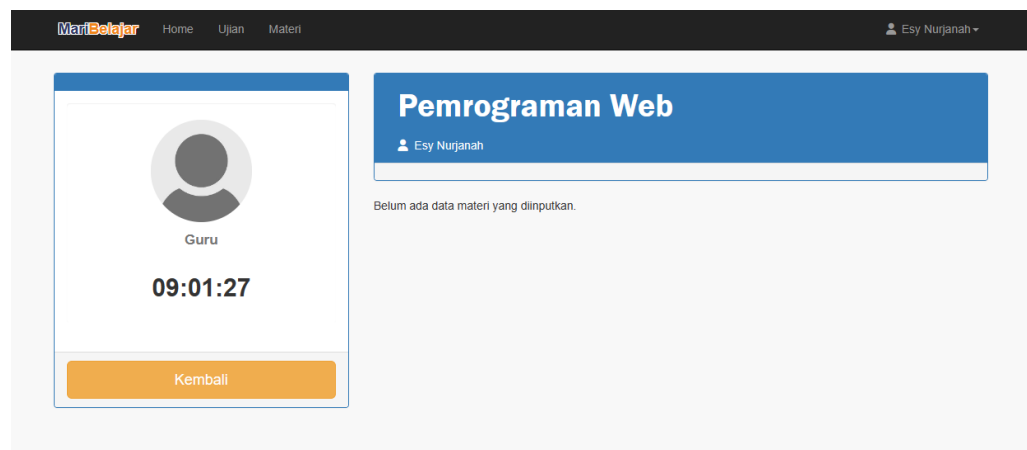 MariBelajar Home Ujian Materi Esy Nurjanah
Guru
09:01:27
Kembali
Pemrograman Web
Esy Nurjanah
Belum ada data materi yang diinputkan.